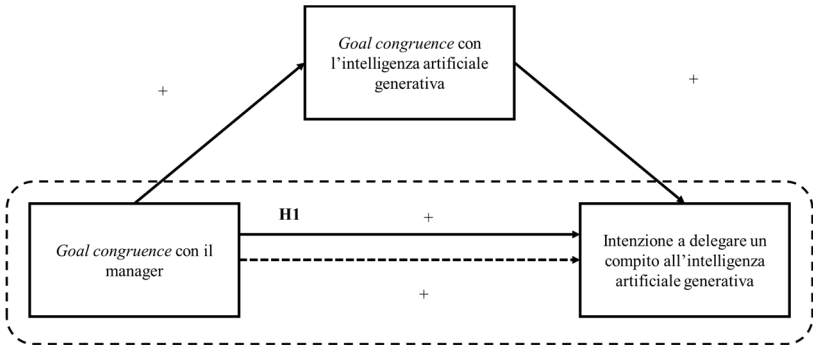 Goal congruence con
l’intelligenza artificiale
generativa
+
+
H1
+
Goal congruence con il
manager
Intenzione a delegare un
compito all’intelligenza
artificiale generativa
+